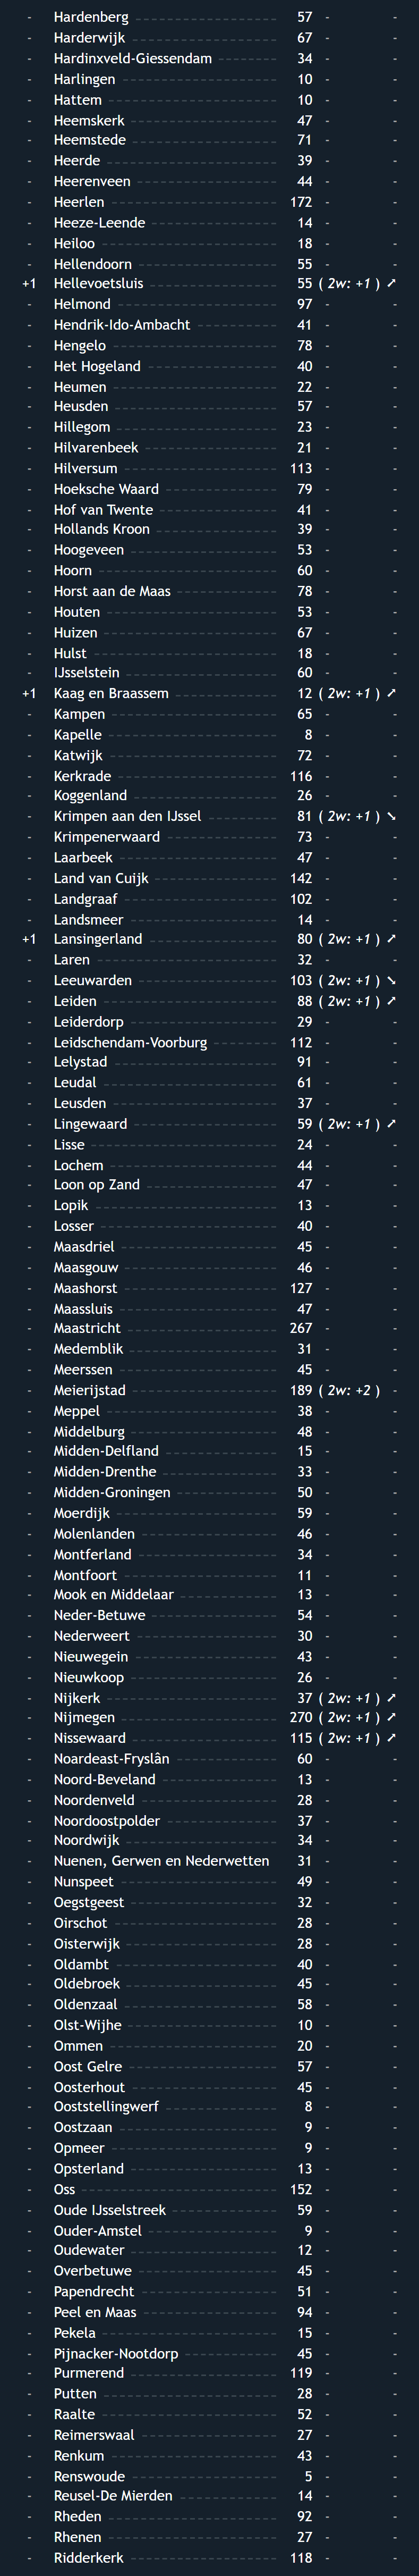 - Hardenberg 57 - -
- Harderwijk 67 - -
- Hardinxveld-Giessendam 34 - -
- Harlingen 10 - -
- Hattem 10 - -
- Heemskerk 47 - -
- Heemstede 71 - -
- Heerde 39 - -
- Heerenveen 44 - -
- Heerlen 172 - -
- Heeze-Leende 14 - -
- Heiloo 18 - -
- Hellendoorn 55 - -
+1 Hellevoetsluis 55 ( 2w: +1 ) ➚
- Helmond 97 - -
- Hendrik-Ido-Ambacht 41 - -
- Hengelo 78 - -
- Het Hogeland 40 - -
- Heumen 22 - -
- Heusden 57 - -
- Hillegom 23 - -
- Hilvarenbeek 21 - -
- Hilversum 113 - -
- Hoeksche Waard 79 - -
- Hof van Twente 41 - -
- Hollands Kroon 39 - -
- Hoogeveen 53 - -
- Hoorn 60 - -
- Horst aan de Maas 78 - -
- Houten 53 - -
- Huizen 67 - -
- Hulst 18 - -
- IJsselstein 60 - -
+1 Kaag en Braassem 12 ( 2w: +1 ) ➚
- Kampen 65 - -
- Kapelle 8 - -
- Katwijk 72 - -
- Kerkrade 116 - -
- Koggenland 26 - -
- Krimpen aan den IJssel 81 ( 2w: +1 ) ➘
- Krimpenerwaard 73 - -
- Laarbeek 47 - -
- Land van Cuijk 142 - -
- Landgraaf 102 - -
- Landsmeer 14 - -
+1 Lansingerland 80 ( 2w: +1 ) ➚
- Laren 32 - -
- Leeuwarden 103 ( 2w: +1 ) ➘
- Leiden 88 ( 2w: +1 ) ➚
- Leiderdorp 29 - -
- Leidschendam-Voorburg 112 - -
- Lelystad 91 - -
- Leudal 61 - -
- Leusden 37 - -
- Lingewaard 59 ( 2w: +1 ) ➚
- Lisse 24 - -
- Lochem 44 - -
- Loon op Zand 47 - -
- Lopik 13 - -
- Losser 40 - -
- Maasdriel 45 - -
- Maasgouw 46 - -
- Maashorst 127 - -
- Maassluis 47 - -
- Maastricht 267 - -
- Medemblik 31 - -
- Meerssen 45 - -
- Meierijstad 189 ( 2w: +2 ) -
- Meppel 38 - -
- Middelburg 48 - -
- Midden-Delfland 15 - -
- Midden-Drenthe 33 - -
- Midden-Groningen 50 - -
- Moerdijk 59 - -
- Molenlanden 46 - -
- Montferland 34 - -
- Montfoort 11 - -
- Mook en Middelaar 13 - -
- Neder-Betuwe 54 - -
- Nederweert 30 - -
- Nieuwegein 43 - -
- Nieuwkoop 26 - -
- Nijkerk 37 ( 2w: +1 ) ➚
- Nijmegen 270 ( 2w: +1 ) ➚
- Nissewaard 115 ( 2w: +1 ) ➚
- Noardeast-Fryslân 60 - -
- Noord-Beveland 13 - -
- Noordenveld 28 - -
- Noordoostpolder 37 - -
- Noordwijk 34 - -
- Nuenen, Gerwen en Nederwetten 31 - -
- Nunspeet 49 - -
- Oegstgeest 32 - -
- Oirschot 28 - -
- Oisterwijk 28 - -
- Oldambt 40 - -
- Oldebroek 45 - -
- Oldenzaal 58 - -
- Olst-Wijhe 10 - -
- Ommen 20 - -
- Oost Gelre 57 - -
- Oosterhout 45 - -
- Ooststellingwerf 8 - -
- Oostzaan 9 - -
- Opmeer 9 - -
- Opsterland 13 - -
- Oss 152 - -
- Oude IJsselstreek 59 - -
- Ouder-Amstel 9 - -
- Oudewater 12 - -
- Overbetuwe 45 - -
- Papendrecht 51 - -
- Peel en Maas 94 - -
- Pekela 15 - -
- Pijnacker-Nootdorp 45 - -
- Purmerend 119 - -
- Putten 28 - -
- Raalte 52 - -
- Reimerswaal 27 - -
- Renkum 43 - -
- Renswoude 5 - -
- Reusel-De Mierden 14 - -
- Rheden 92 - -
- Rhenen 27 - -
- Ridderkerk 118 - -